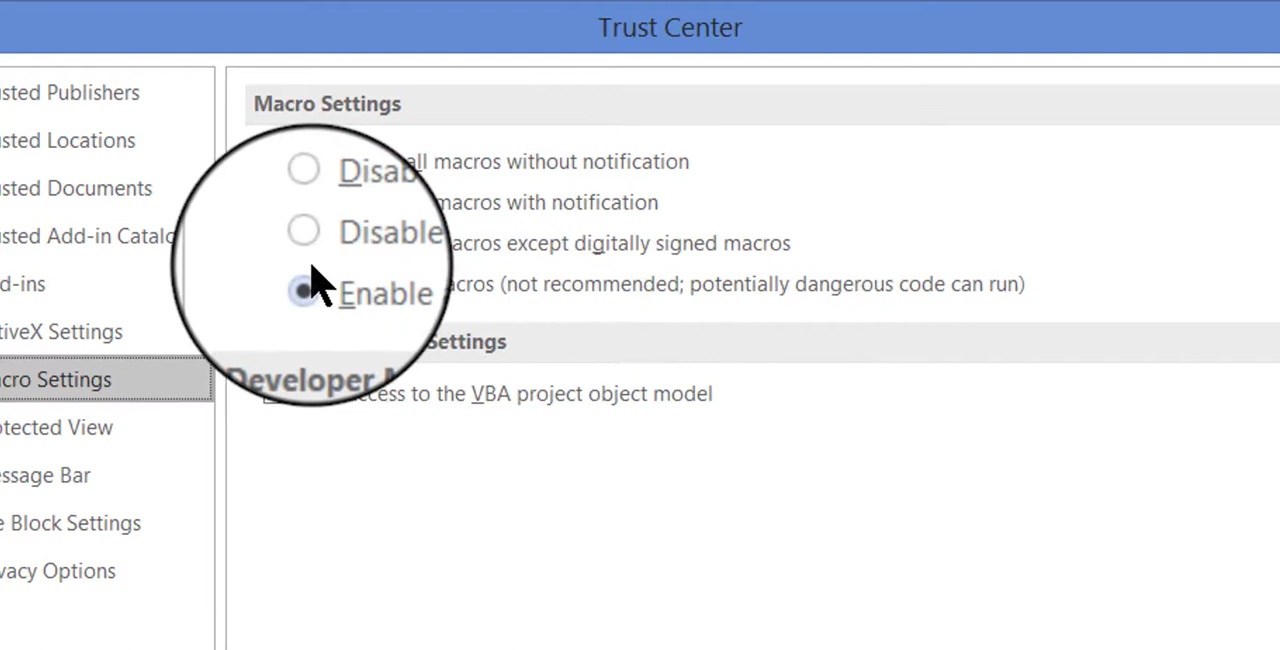 Trust Center
usted Publishers
usted Locations
usted Documents
usted Add-in Catalo
d-ins
tiveX Settings
acro Settings
otected View
essage Bar
e Block Settings
vacy Options
Macro Settings
Disab all macros without notification
macros with notification
Disable acros except digitally signed macros
Enable acros (not recommended; potentially dangerous code can run)
Developer M Settings
ccess to the VBA project object model